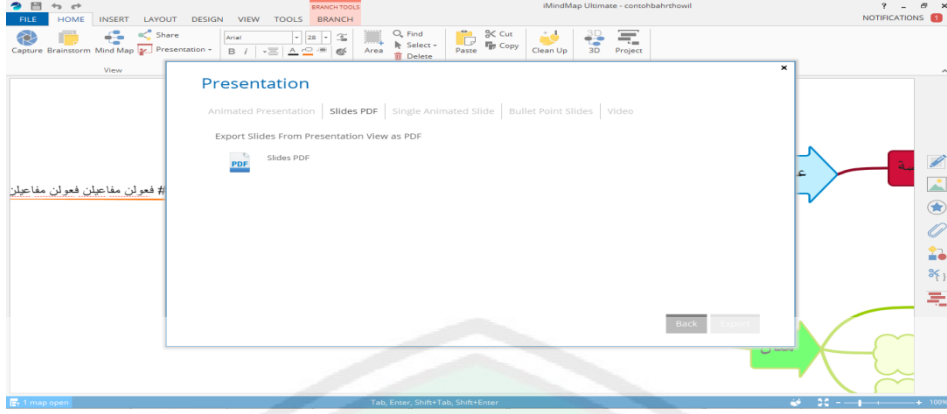 BRANCH TOOLS
iMindMap Ultimate - contohbahrthowil
FILE HOME INSERT LAYOUT DESIGN VIEW TOOLS BRANCH
NOTIFICATIONS 1
Capture Brainstorm Mind Map Share Presentation
Arial 28
B I A
Area
Find
Select
Delete
Paste
Cut
Copy
Clean Up
3D
Project
View
Presentation
Animated Presentation Slides PDF Single Animated Slide Bullet Point Slides Video
Export Slides From Presentation View as PDF
PDF Slides PDF
# فعولن مفاعيلن فعولن مفاعيلن
Back Export
1 map open
Tab, Enter, Shift+Tab, Shift+Enter
100%